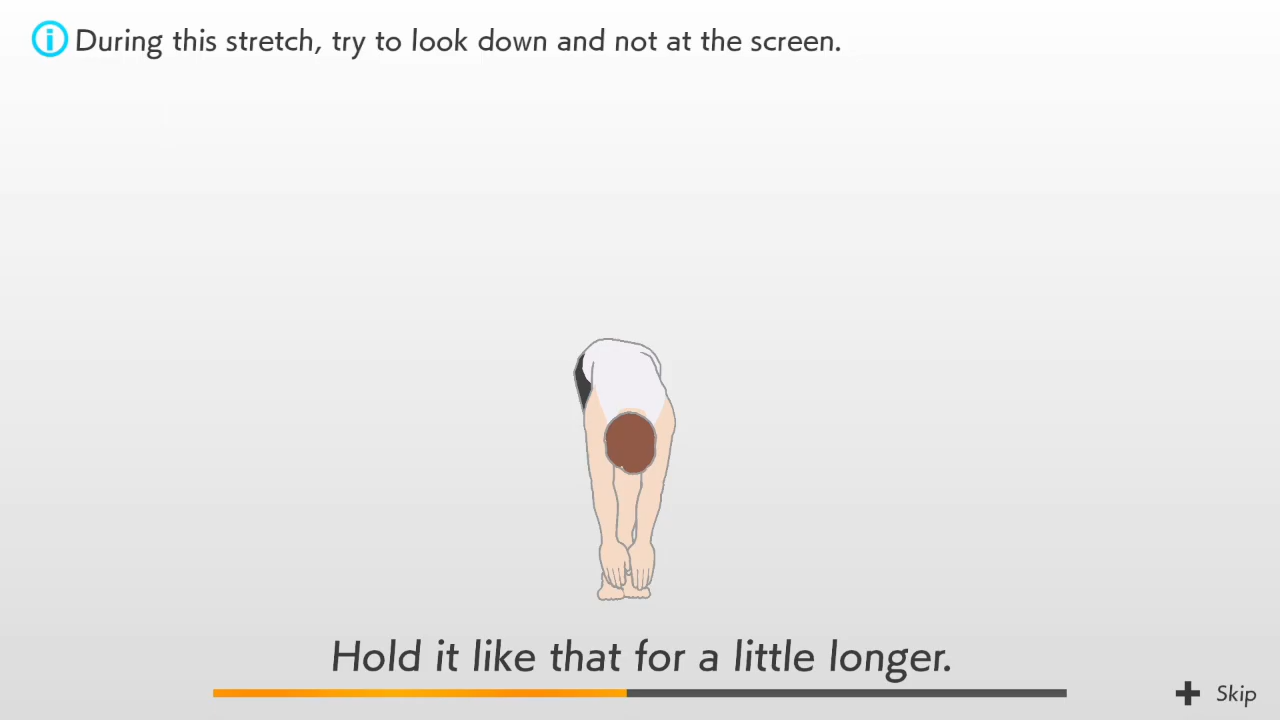 During this stretch, try to look down and not at the screen.
Hold it like that for a little longer.
Skip